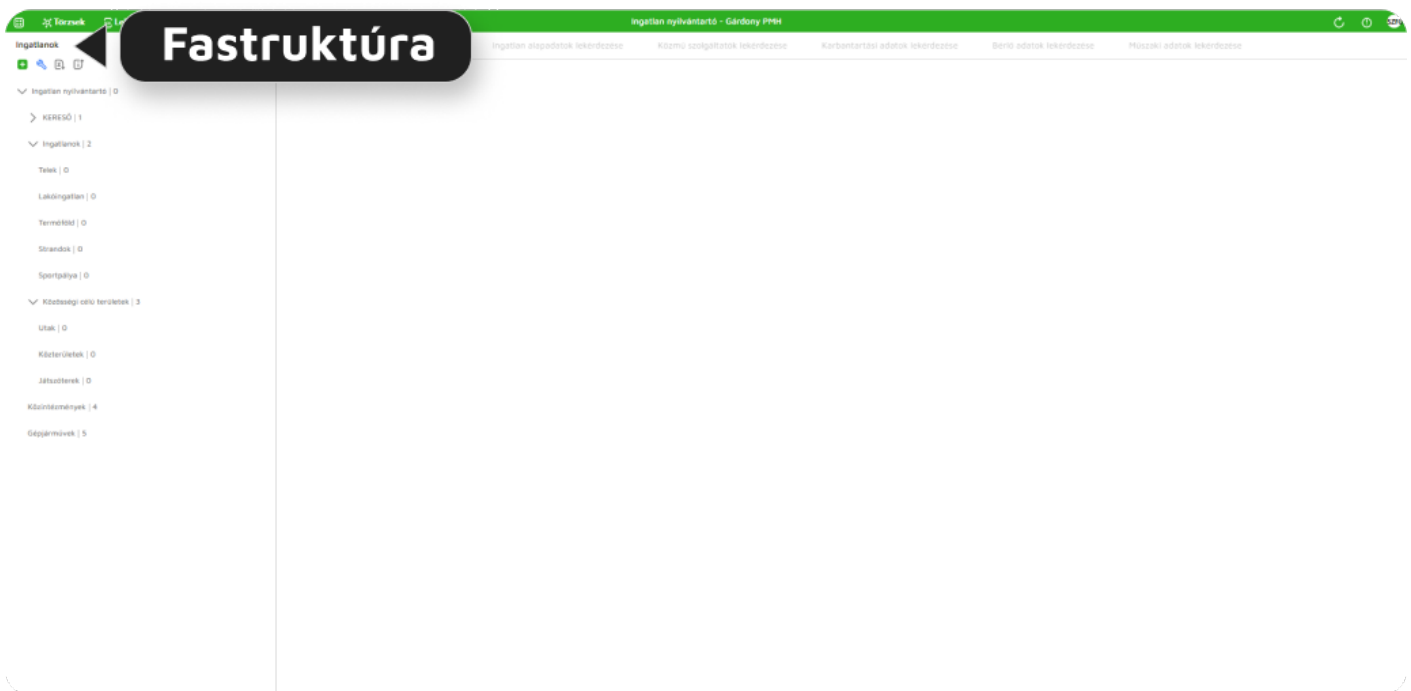 Törzsek
Ingatlan nyilvántartó - Gárdony PMH
Fastruktúra
Ingatlanok
Ingatlan alapadatok lekérdezése
Közmű szolgáltatók lekérdezése
Karbantartási adatok lekérdezése
Bérlő adatok lekérdezése
Műszaki adatok lekérdezése
Ingatlan nyilvántartó | 0
KERESŐ | 1
Ingatlanok | 2
Telek | 0
Lakóingatlan | 0
Termőföld | 0
Strandok | 0
Sportpálya | 0
Közösségi célú területek | 3
Utak | 0
Közterületek | 0
Játszóterek | 0
Közintézmények | 4
Gépjárművek | 5